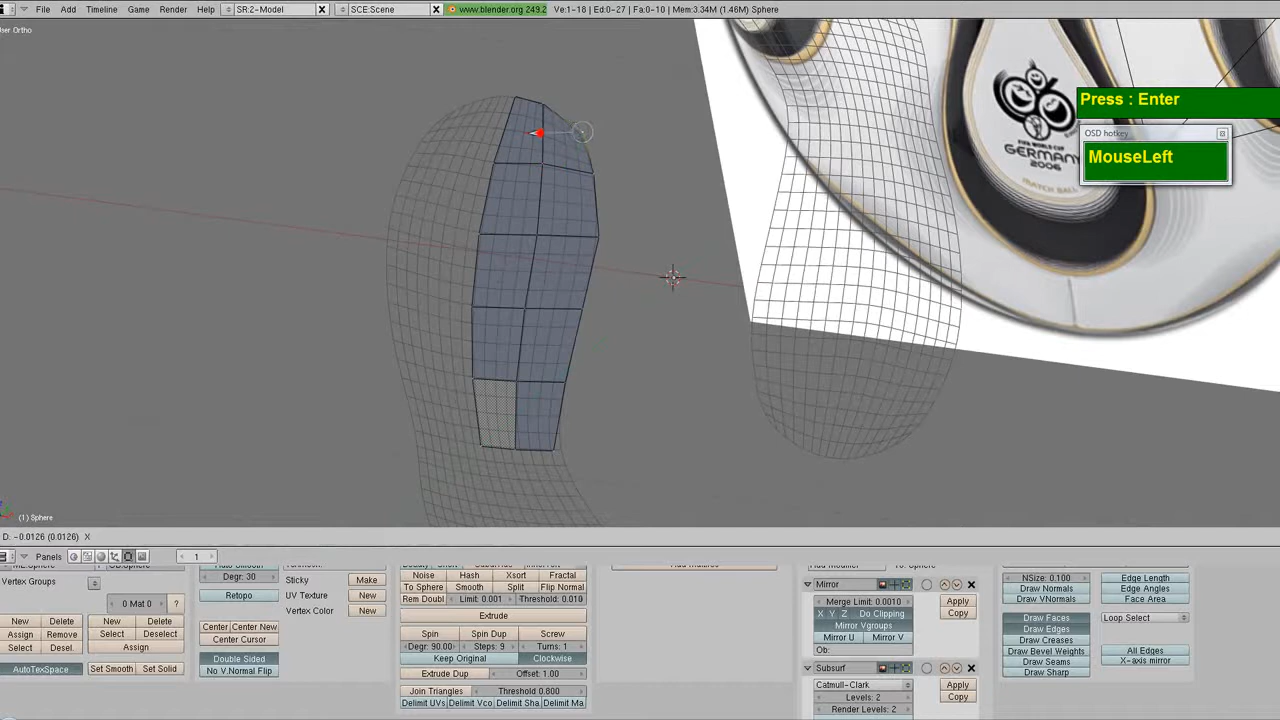 File Add Timeline Game Render Help SR:2-Model SCE:Scene www.blender.org 249.2 Ve:1-18 | Ed:0-27 | Fa:0-10 | Mem:3.34M (1.46M) Sphere
User Ortho
Press : Enter
OSD hotkey
MouseLeft
GERMANY
2006
MATCH BALL
(1) Sphere
D. -0.0126 (0.0126) X
Panels 1
Vertex Groups
0 Mat 0 ?
New Delete New Delete
Assign Remove Select Deselect
Select Desel. Assign
AutoTexSpace Set Smooth Set Solid
Degr: 30 Sticky Make
UV Texture New
Retopo
Vertex Color New
Center Center New
Center Cursor
Double Sided
No V.Normal Flip
Noise Hash Xsort Fractal
To Sphere Smooth Split Flip Normal
Rem Doubl Limit: 0.001 Threshold: 0.010
Extrude
Spin Spin Dup Screw
Degr: 90.00 Steps: 9 Turns: 1
Keep Original Clockwise
Extrude Dup Offset: 1.00
Join Triangles Threshold 0.800
Delimit UVs Delimit Vco Delimit Sha Delimit Ma
Mirror
Merge Limit: 0.0010 Apply
X Y Z Do Clipping Copy
Mirror Vgroups
Mirror U Mirror V
Ob:
Subsurf
Catmull-Clark Apply
Levels: 2 Copy
Render Levels: 2
NSize: 0.100 Edge Length
Draw Normals Edge Angles
Draw VNormals Face Area
Draw Faces Loop Select
Draw Edges
Draw Creases
Draw Bevel Weights All Edges
Draw Seams X-axis mirror
Draw Sharp